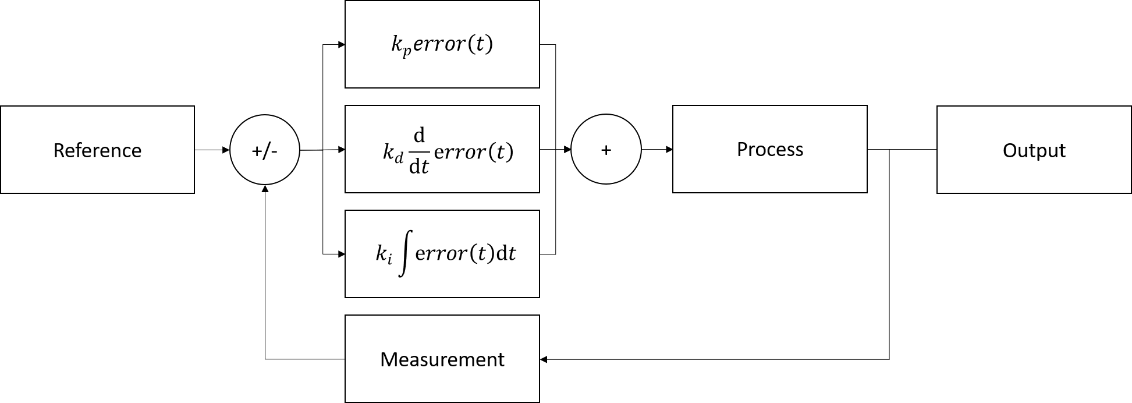 k_p error(t)
Reference
+/-
k_d d/dt error(t)
+
Process
Output
k_i ∫error(t)dt
Measurement